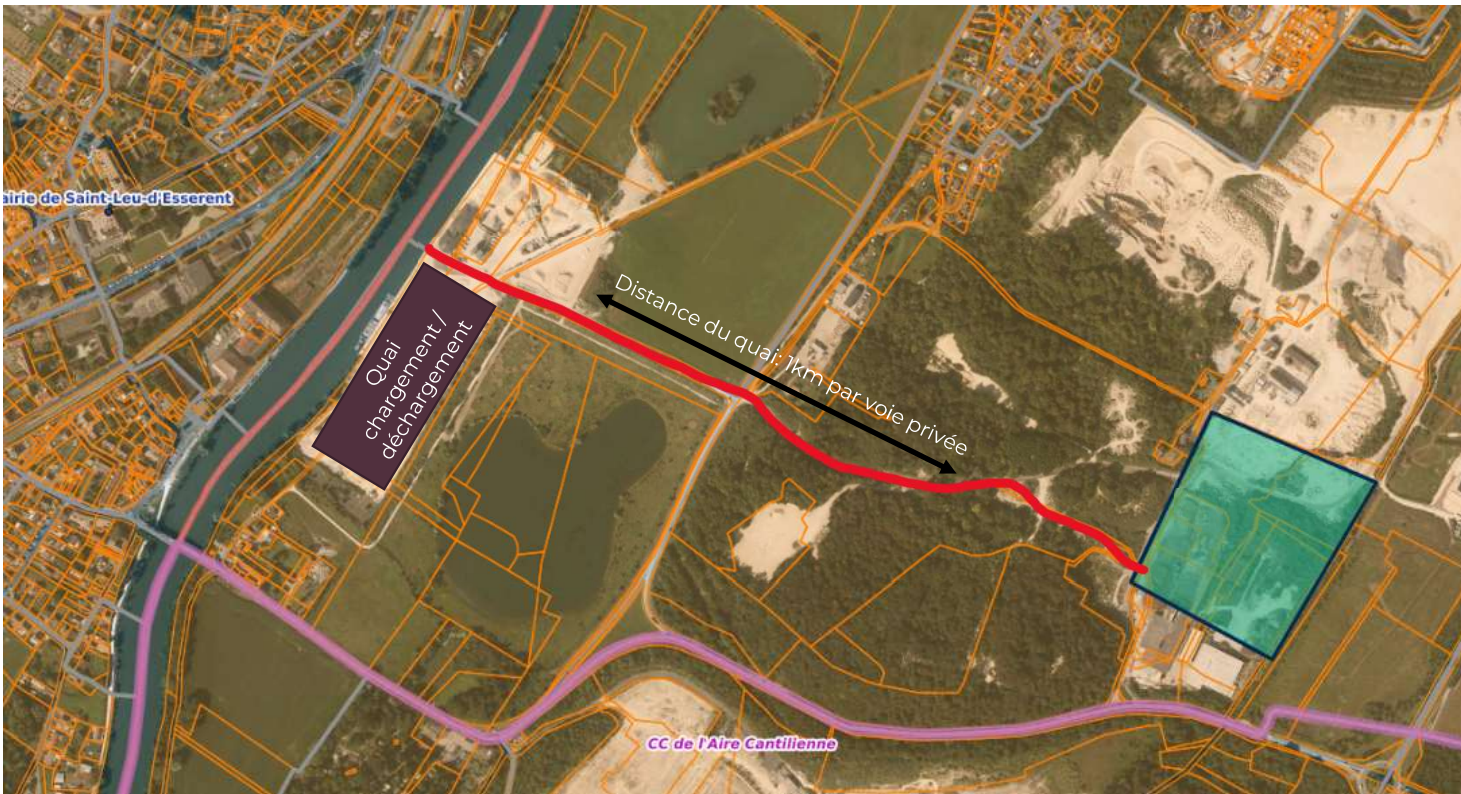 airie de Saint-Leu-d'Esserent
Quai
chargement /
déchargement
Distance du quai: 1km par voie privée
CC de l'Aire Cantilienne